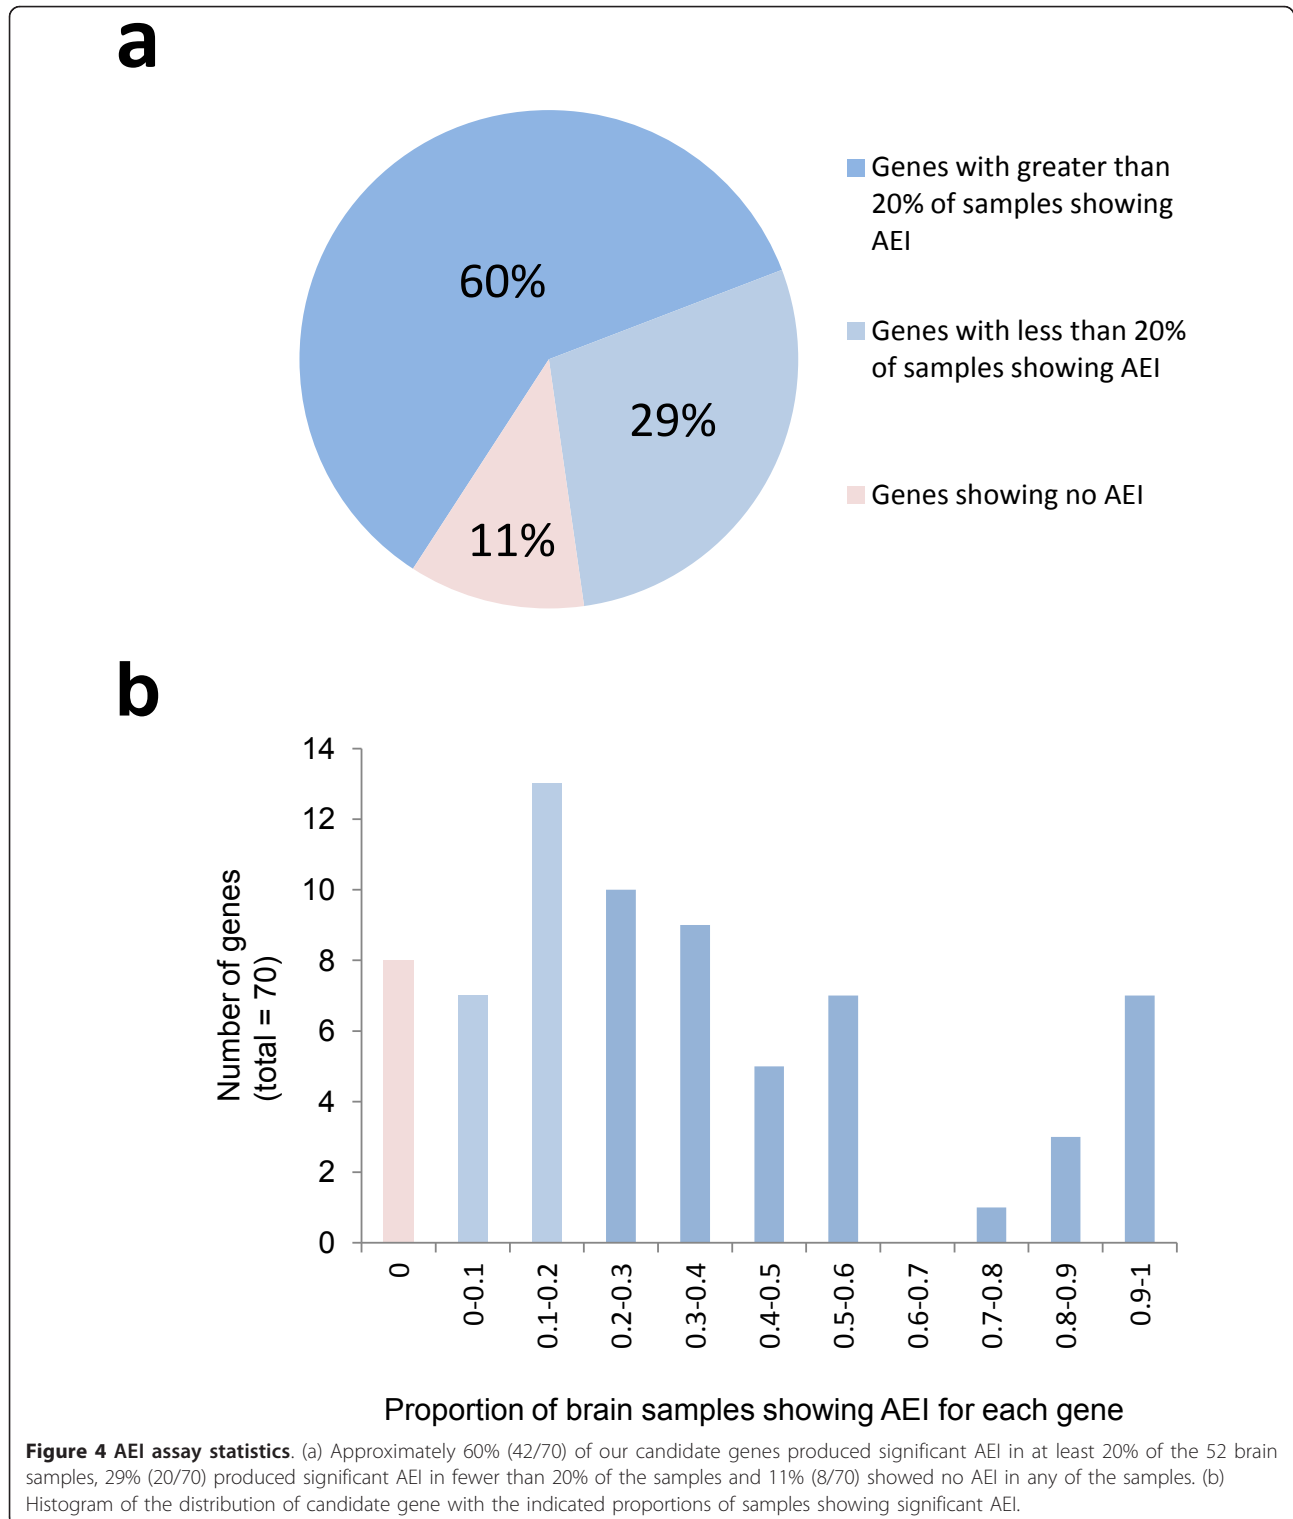 a
Genes with greater than
20% of samples showing
AEI
60%
Genes with less than 20%
of samples showing AEI
29%
Genes showing no AEI
11%
b
14
12
10
8
6
4
2
0
Number of genes
(total = 70)
0
0-0.1
0.1-0.2
0.2-0.3
0.3-0.4
0.4-0.5
0.5-0.6
0.6-0.7
0.7-0.8
0.8-0.9
0.9-1
Proportion of brain samples showing AEI for each gene
Figure 4 AEI assay statistics. (a) Approximately 60% (42/70) of our candidate genes produced significant AEI in at least 20% of the 52 brain
samples, 29% (20/70) produced significant AEI in fewer than 20% of the samples and 11% (8/70) showed no AEI in any of the samples. (b)
Histogram of the distribution of candidate gene with the indicated proportions of samples showing significant AEI.